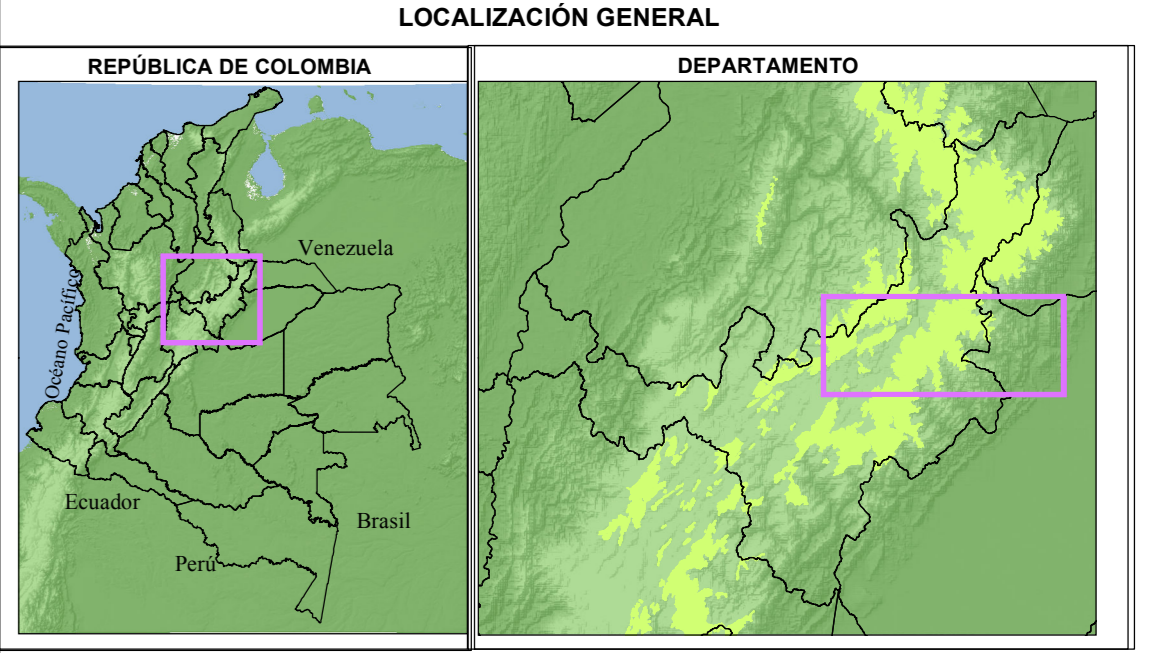 LOCALIZACIÓN GENERAL
REPÚBLICA DE COLOMBIA
DEPARTAMENTO
Venezuela
Océano Pacífico
Ecuador
Brasil
Perú